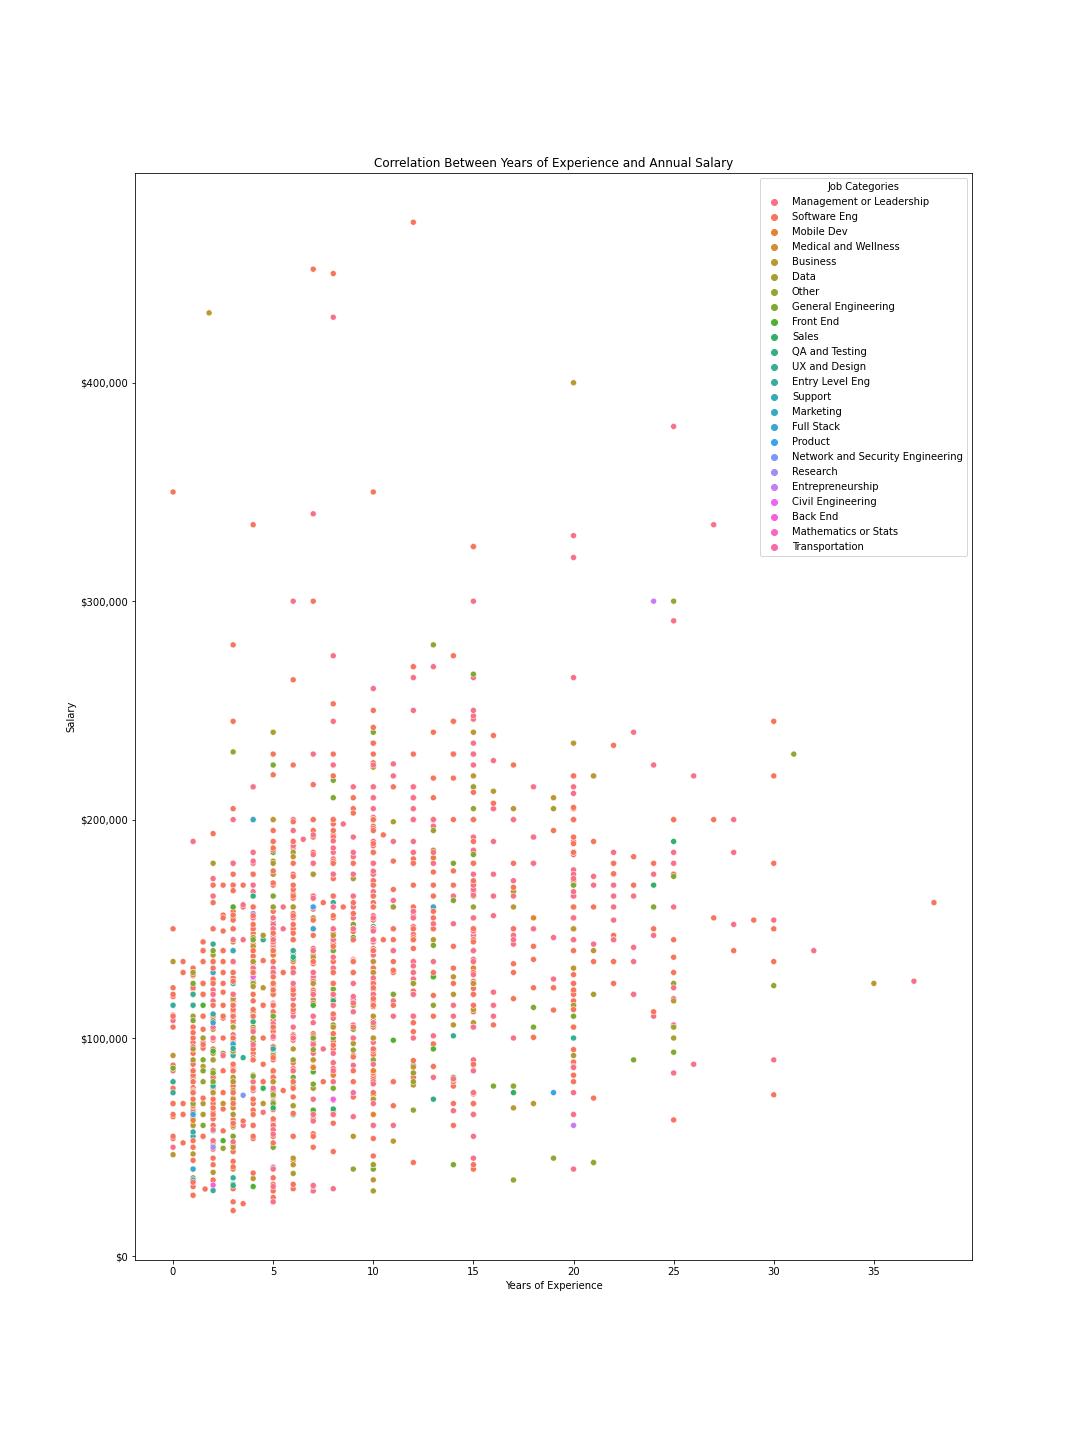 Correlation Between Years of Experience and Annual Salary
Job Categories
Management or Leadership
Software Eng
Mobile Dev
Medical and Wellness
Business
Data
Other
General Engineering
Front End
Sales
QA and Testing
UX and Design
Entry Level Eng
Support
Marketing
Full Stack
Product
Network and Security Engineering
Research
Entrepreneurship
Civil Engineering
Back End
Mathematics or Stats
Transportation
$400,000
$300,000
Salary
$200,000
$100,000
$0
0 5 10 15 20 25 30 35
Years of Experience